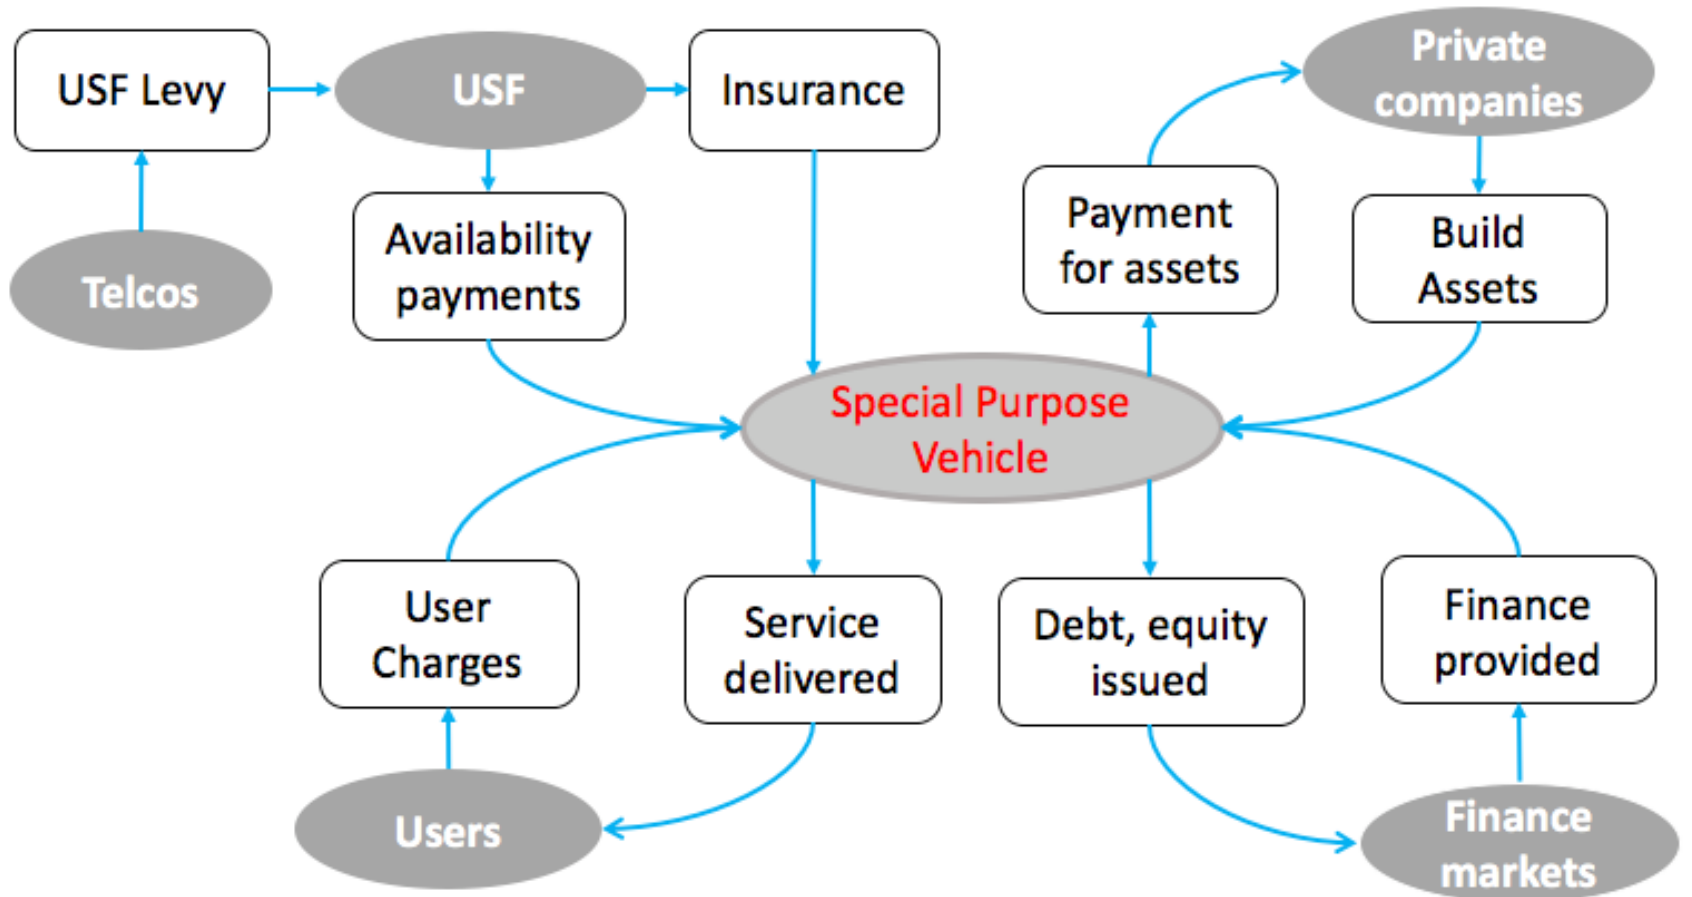 USF Levy
USF
Insurance
Private
companies
Telcos
Availability
payments
Payment
for assets
Build
Assets
Special Purpose
Vehicle
User
Charges
Service
delivered
Debt, equity
issued
Finance
provided
Users
Finance
markets